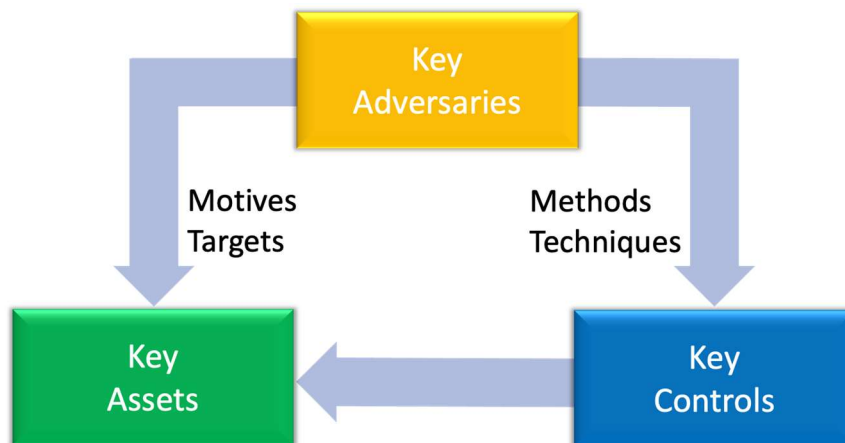 Key
Adversaries
Motives
Targets
Methods
Techniques
Key
Assets
Key
Controls